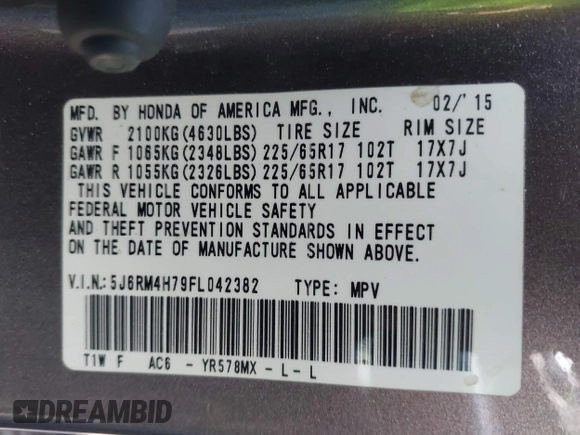 MFD. BY HONDA OF AMERICA MFG., INC. 02/'15
GVWR 2100KG(4630LBS) TIRE SIZE RIM SIZE
GAWR F 1065KG(2348LBS) 225/65R17 102T 17X7J
GAWR R 1055KG(2326LBS) 225/65R17 102T 17X7J
THIS VEHICLE CONFORMS TO ALL APPLICABLE
FEDERAL MOTOR VEHICLE SAFETY
AND THEFT PREVENTION STANDARDS IN EFFECT
ON THE DATE OF MANUFACTURE SHOWN ABOVE.
V.I.N.: 5J6RM4H79FL042382 TYPE: MPV
T1W F AC6 - YR578MX - L - L
DREAMBID